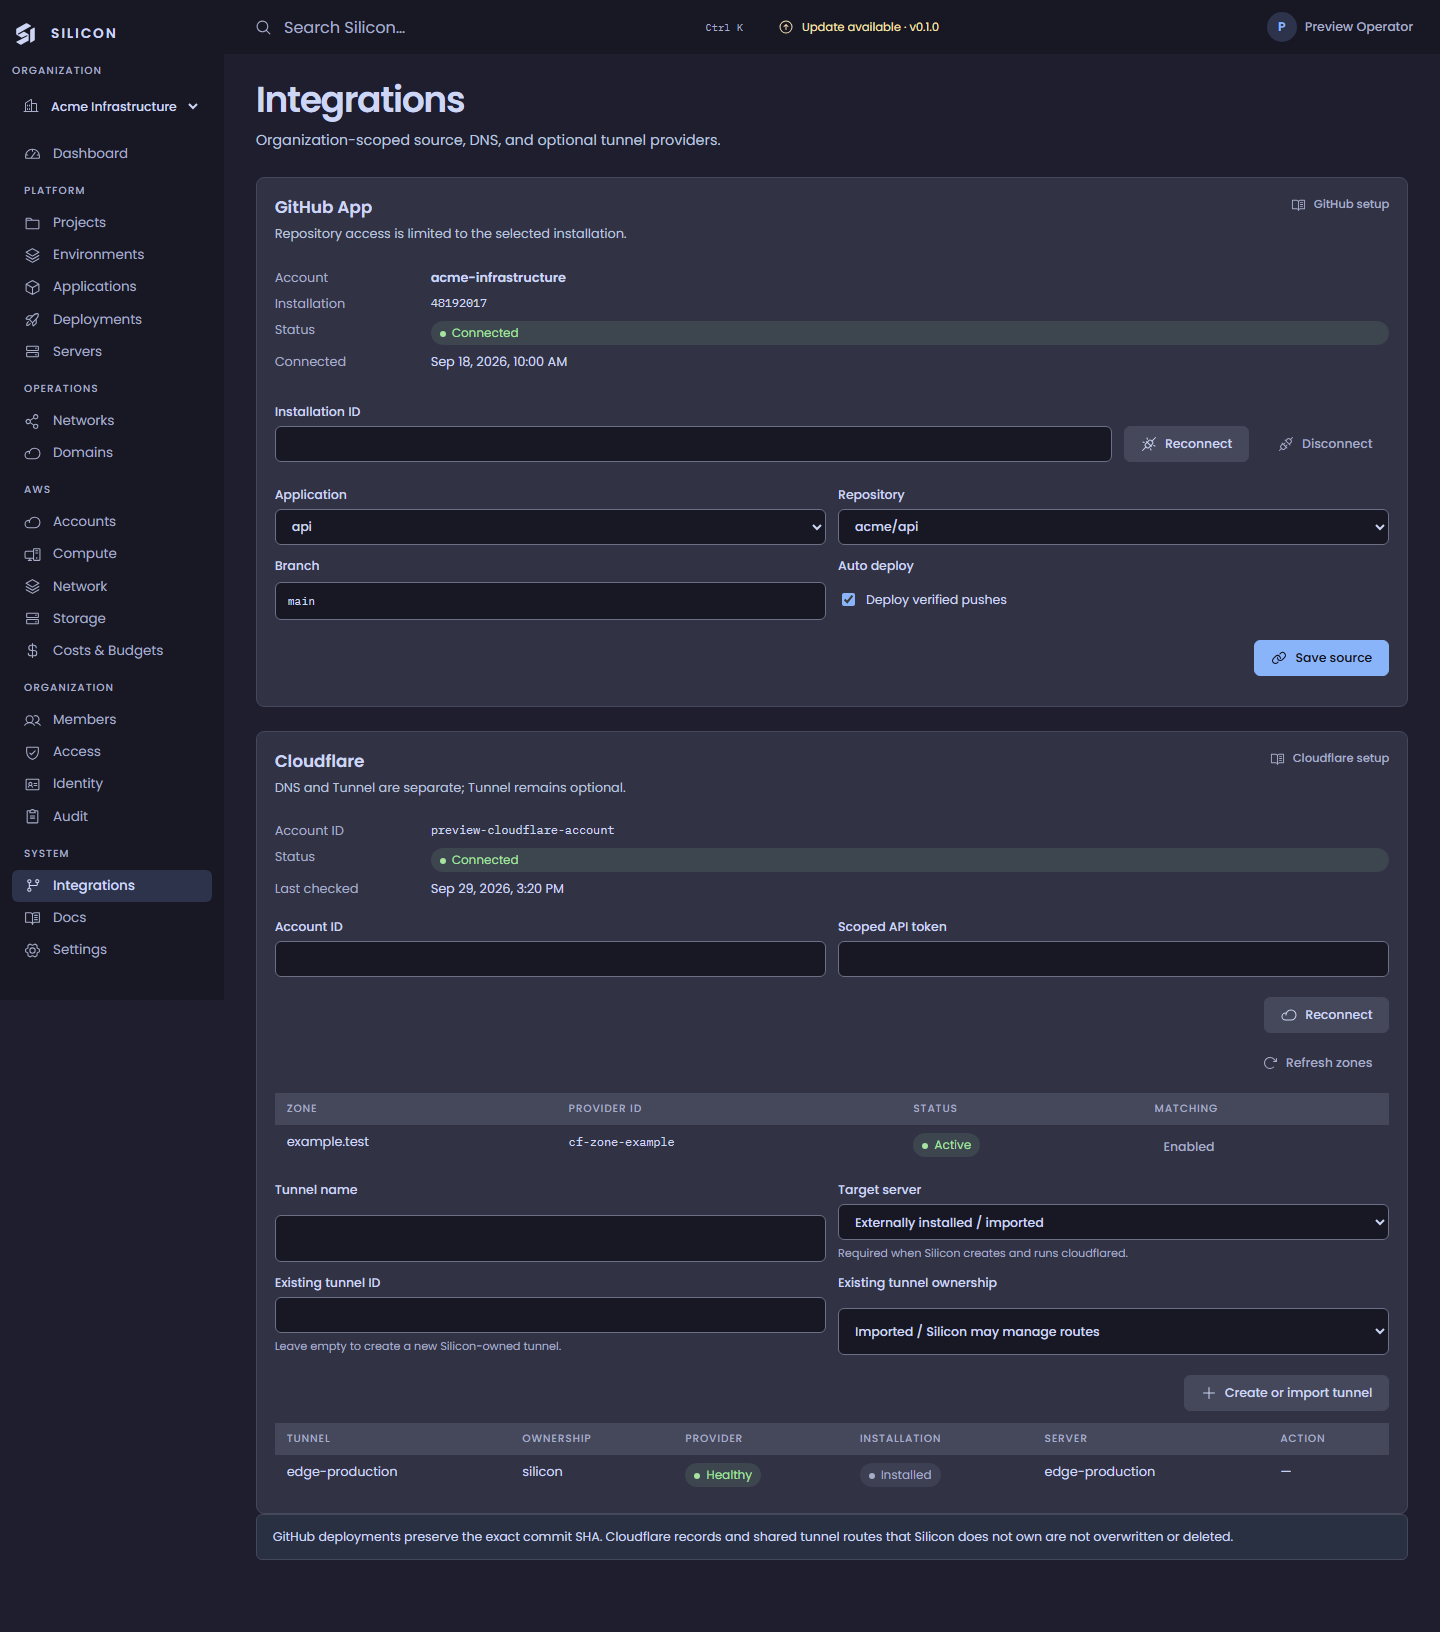 SILICON
Search Silicon...
Ctrl K
Update available · v0.1.0
P
Preview Operator
ORGANIZATION
Acme Infrastructure
Dashboard
PLATFORM
Projects
Environments
Applications
Deployments
Servers
OPERATIONS
Networks
Domains
AWS
Accounts
Compute
Network
Storage
Costs & Budgets
ORGANIZATION
Members
Access
Identity
Audit
SYSTEM
Integrations
Docs
Settings
Integrations
Organization-scoped source, DNS, and optional tunnel providers.
GitHub App
GitHub setup
Repository access is limited to the selected installation.
Account acme-infrastructure
Installation 48192017
Status Connected
Connected Sep 18, 2026, 10:00 AM
Installation ID
Reconnect
Disconnect
Application
Repository
api
acme/api
Branch
Auto deploy
main
Deploy verified pushes
Save source
Cloudflare
Cloudflare setup
DNS and Tunnel are separate; Tunnel remains optional.
Account ID preview-cloudflare-account
Status Connected
Last checked Sep 29, 2026, 3:20 PM
Account ID
Scoped API token
Reconnect
Refresh zones
ZONE PROVIDER ID STATUS MATCHING
example.test cf-zone-example Active Enabled
Tunnel name
Target server
Externally installed / imported
Required when Silicon creates and runs cloudflared.
Existing tunnel ID
Existing tunnel ownership
Imported / Silicon may manage routes
Leave empty to create a new Silicon-owned tunnel.
Create or import tunnel
TUNNEL OWNERSHIP PROVIDER INSTALLATION SERVER ACTION
edge-production silicon Healthy Installed edge-production —
GitHub deployments preserve the exact commit SHA. Cloudflare records and shared tunnel routes that Silicon does not own are not overwritten or deleted.